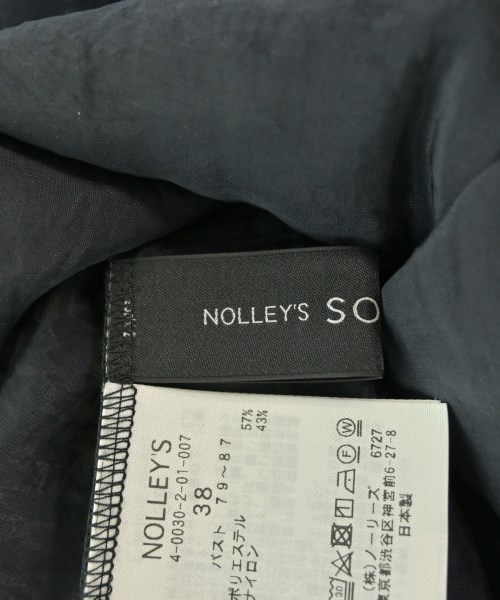 NOLLEY'S SO
NOLLEY'S
4-0030-2-01-007
38
バスト 79～87
ポリエステル 57%
ナイロン 43%
(株)ノーリーズ 6727
東京都渋谷区神宮前6-27-8
日本製